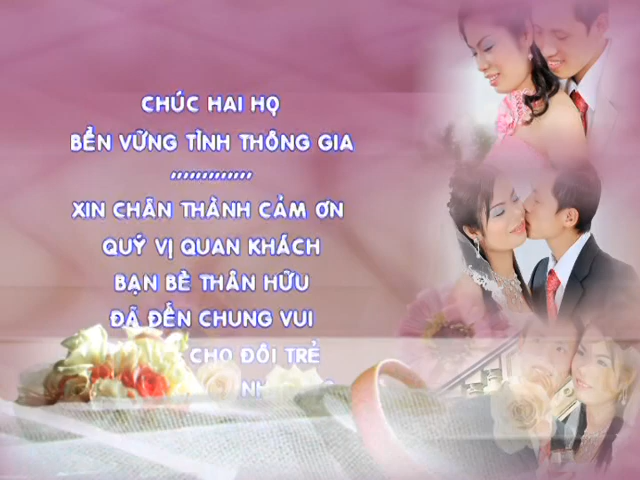 CHÚC HAI HỌ
BỀN VỮNG TÌNH THÔNG GIA
,,,,,,,,,,,,,
XIN CHÂN THÀNH CẢM ƠN
QUÝ VỊ QUAN KHÁCH
BẠN BÈ THÂN HỮU
ĐÃ ĐẾN CHUNG VUI
CHO ĐÔI TRẺ